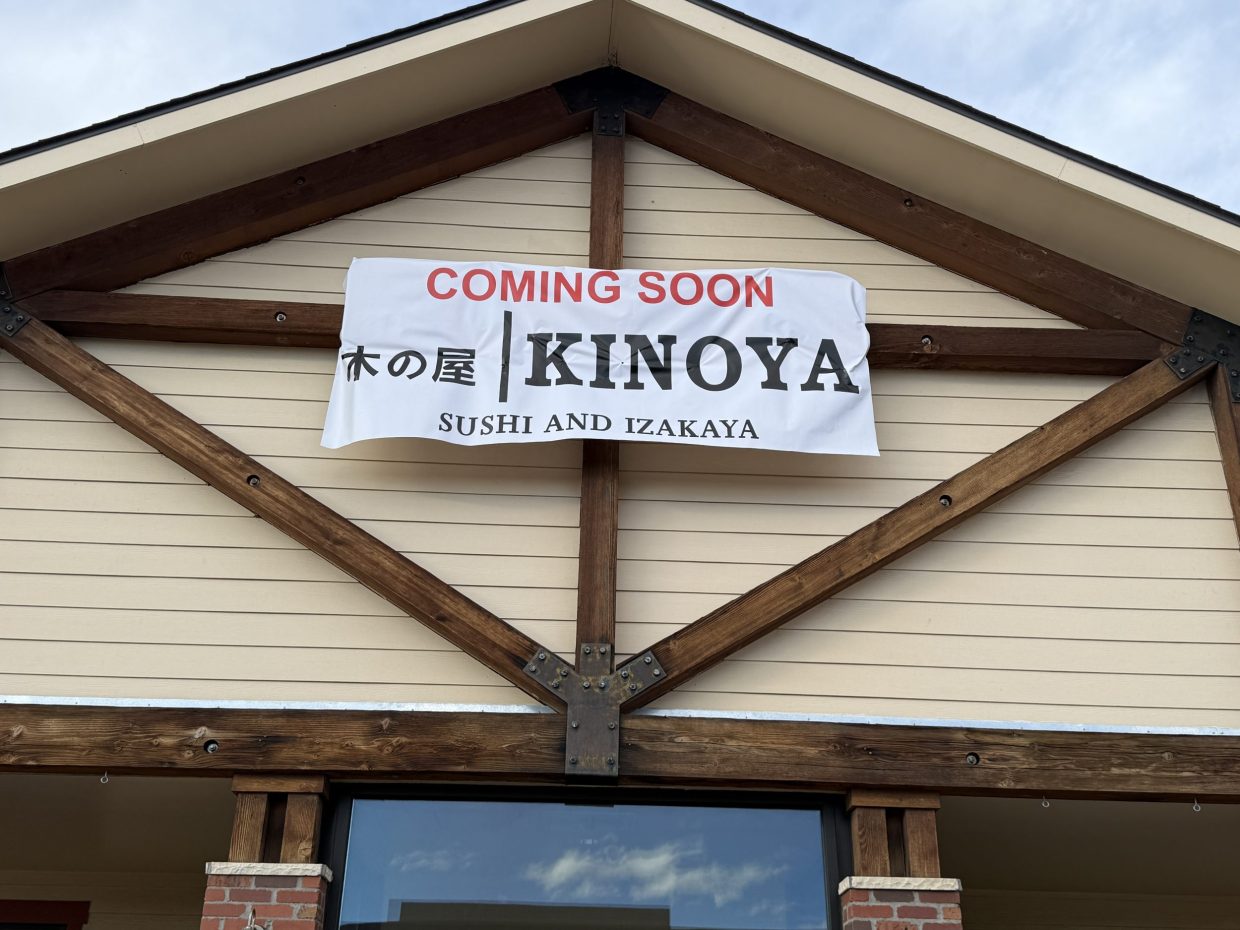 COMING SOON
木の屋 | KINOYA
SUSHI AND IZAKAYA